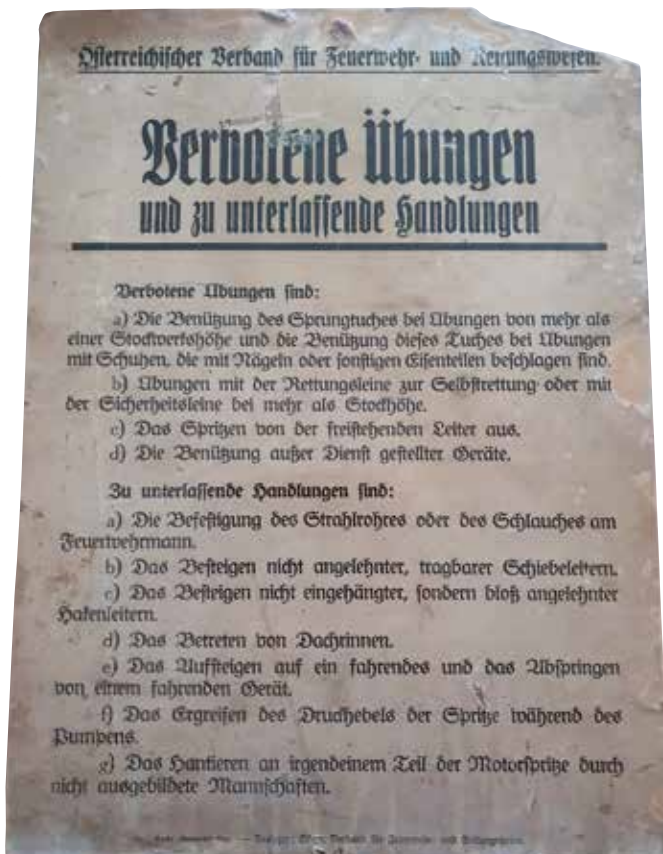 Österreichischer Verband für Feuerwehr- und Rettungswesen.
Verbotene Übungen
und zu unterlassende Handlungen
Verbotene Übungen sind:
a) Die Benützung des Sprungtuches bei Übungen von mehr als
einer Stockwerkshöhe und die Benützung dieses Tuches bei Übungen
mit Schuhen, die mit Nägeln oder sonstigen Eisenteilen beschlagen sind.
b) Übungen mit der Rettungsleine zur Selbstrettung oder mit
der Sicherheitsleine bei mehr als Stockhöhe.
c) Das Spritzen von der freistehenden Leiter aus.
d) Die Benützung außer Dienst gestellter Geräte.
Zu unterlassende Handlungen sind:
a) Die Befestigung des Strahlrohres oder des Schlauches am
Feuerwehrmann.
b) Das Besteigen nicht angelehnter, tragbarer Schiebeleitern.
c) Das Besteigen nicht eingehängter, sondern bloß angelehnter
Hakenleitern.
d) Das Betreten von Dachrinnen.
e) Das Aufsteigen auf ein fahrendes und das Abspringen
von einem fahrenden Gerät.
f) Das Ergreifen des Druckhebels der Spritze während des
Pumpens.
g) Das Hantieren an irgendeinem Teil der Motorspritze durch
nicht ausgebildete Mannschaften.
Verband für Feuerwehr- und Rettungswesen.